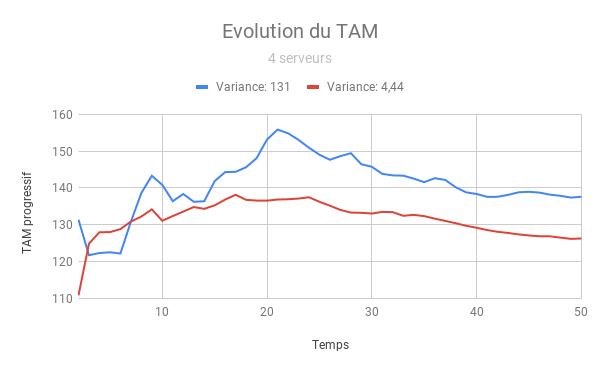 Evolution du TAM
4 serveurs
Variance: 131 Variance: 4,44
160
150
140
130
120
110
TAM progressif
10 20 30 40 50
Temps